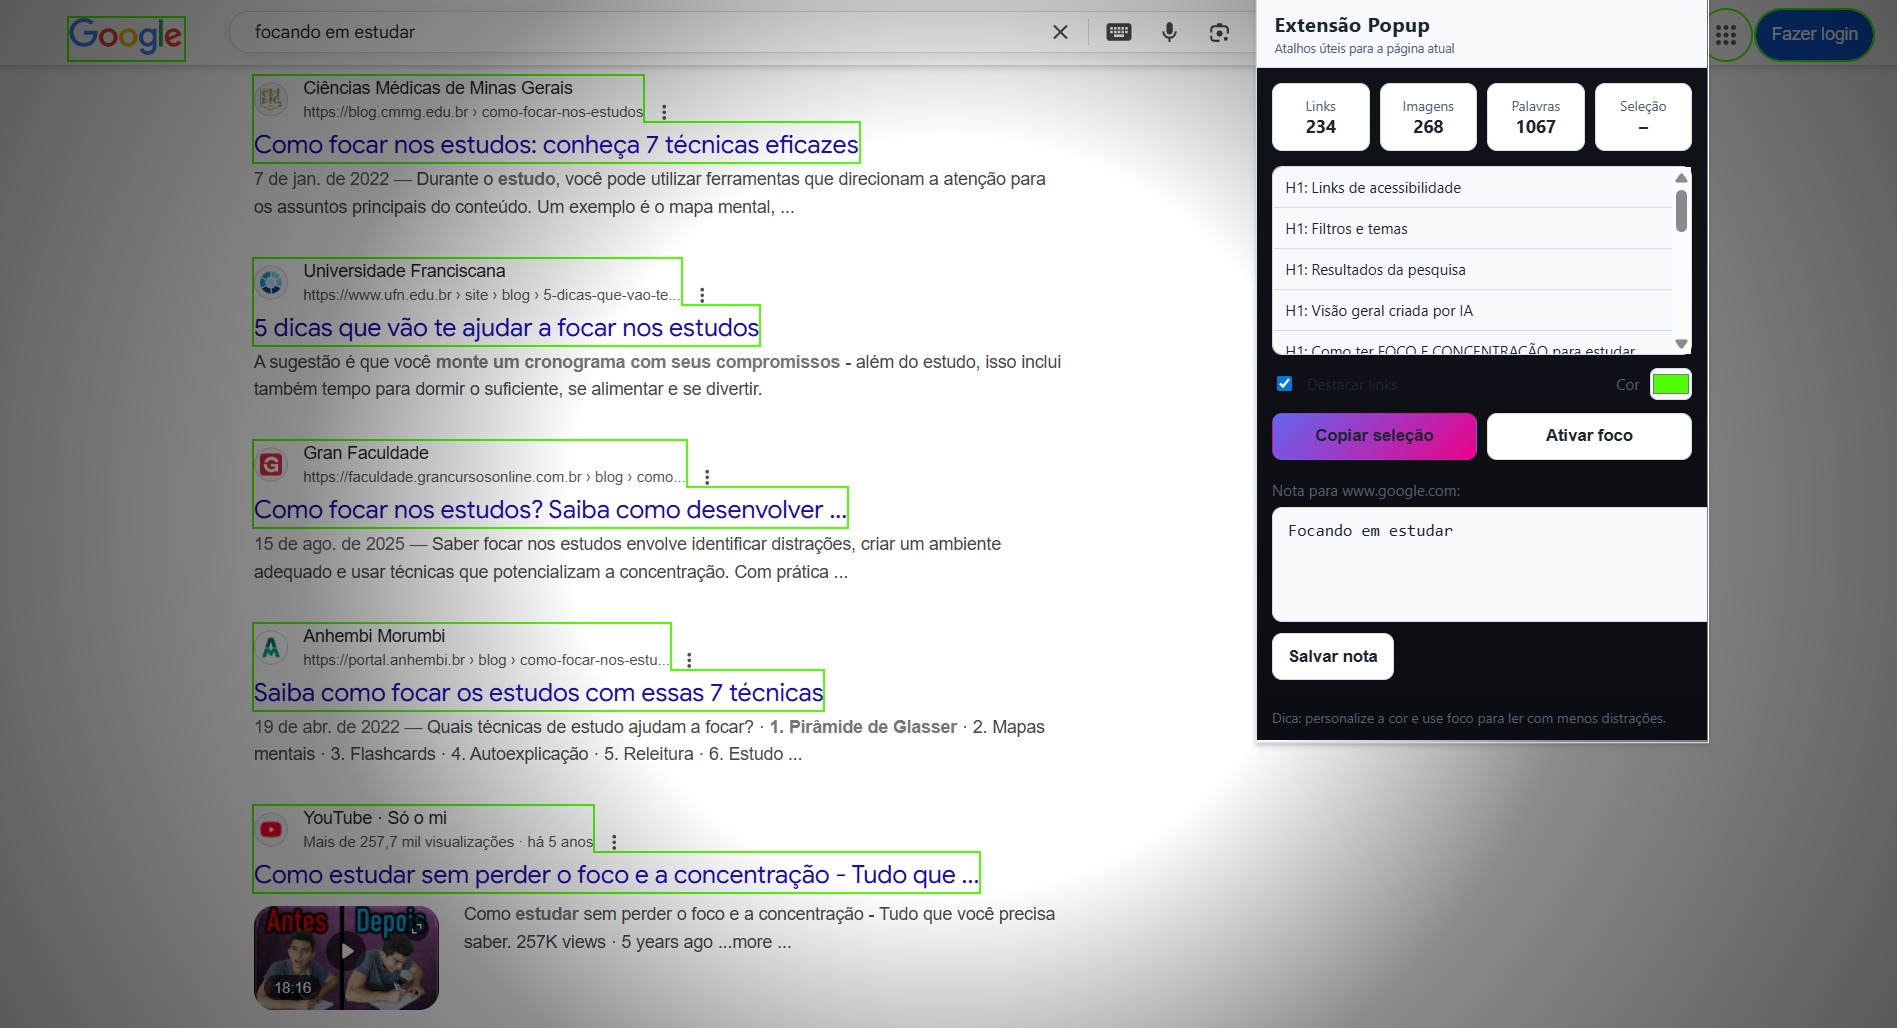 Google
focando em estudar
Fazer login
Ciências Médicas de Minas Gerais
https://blog.cmmg.edu.br › como-focar-nos-estudos
Como focar nos estudos: conheça 7 técnicas eficazes
7 de jan. de 2022 — Durante o estudo, você pode utilizar ferramentas que direcionam a atenção para
os assuntos principais do conteúdo. Um exemplo é o mapa mental, ...
Universidade Franciscana
https://www.ufn.edu.br › site › blog › 5-dicas-que-vao-te...
5 dicas que vão te ajudar a focar nos estudos
A sugestão é que você monte um cronograma com seus compromissos - além do estudo, isso inclui
também tempo para dormir o suficiente, se alimentar e se divertir.
Gran Faculdade
https://faculdade.grancursosonline.com.br › blog › como...
Como focar nos estudos? Saiba como desenvolver ...
15 de ago. de 2025 — Saber focar nos estudos envolve identificar distrações, criar um ambiente
adequado e usar técnicas que potencializam a concentração. Com prática ...
Anhembi Morumbi
https://portal.anhembi.br › blog › como-focar-nos-estu...
Saiba como focar os estudos com essas 7 técnicas
19 de abr. de 2022 — Quais técnicas de estudo ajudam a focar? · 1. Pirâmide de Glasser · 2. Mapas
mentais · 3. Flashcards · 4. Autoexplicação · 5. Releitura · 6. Estudo ...
YouTube · Só o mi
Mais de 257,7 mil visualizações · há 5 anos
Como estudar sem perder o foco e a concentração - Tudo que ...
Antes Depois
18:16
Como estudar sem perder o foco e a concentração - Tudo que você precisa
saber. 257K views · 5 years ago ...more ...
Extensão Popup
Atalhos úteis para a página atual
Links Imagens Palavras Seleção
234 268 1067 –
H1: Links de acessibilidade
H1: Filtros e temas
H1: Resultados da pesquisa
H1: Visão geral criada por IA
H1: Como ter FOCO E CONCENTRAÇÃO para estudar
Destacar links Cor
Copiar seleção Ativar foco
Nota para www.google.com:
Focando em estudar
Salvar nota
Dica: personalize a cor e use foco para ler com menos distrações.